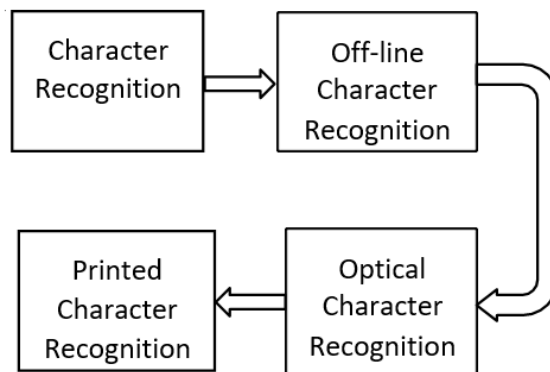 Character
Recognition
Off-line
Character
Recognition
Optical
Character
Recognition
Printed
Character
Recognition